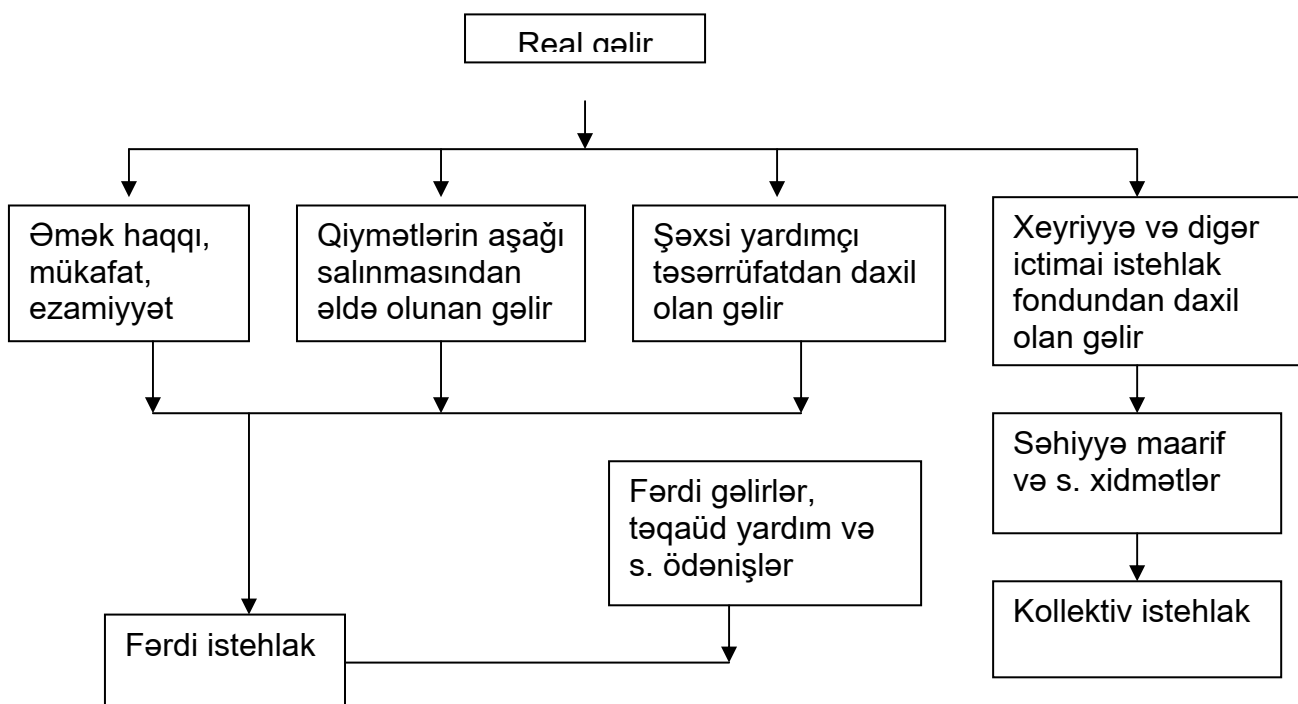 Real gəlir
Əmək haqqı,
mükafat,
ezamiyyət
Qiymətlərin aşağı
salınmasından
əldə olunan gəlir
Şəxsi yardımçı
təsərrüfatdan daxil
olan gəlir
Xeyriyyə və digər
ictimai istehlak
fondundan daxil
olan gəlir
Səhiyyə maarif
və s. xidmətlər
Fərdi gəlirlər,
təqaüd yardım və
s. ödənişlər
Kollektiv istehlak
Fərdi istehlak